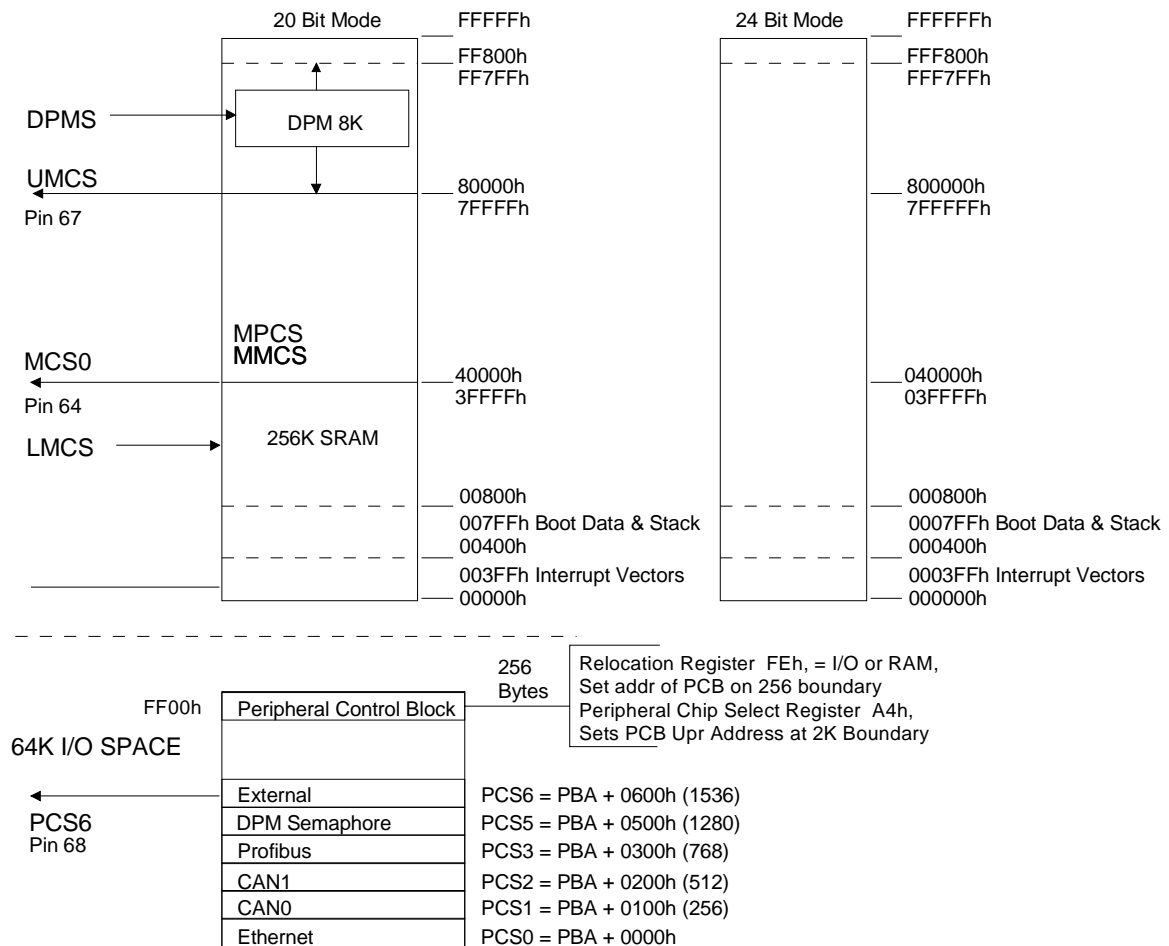 20 Bit Mode
FFFFFh
24 Bit Mode
FFFFFFh
FF800h
FF7FFh
FFF800h
FFF7FFh
DPMS
DPM 8K
UMCS
Pin 67
80000h
7FFFFh
800000h
7FFFFFh
MPCS
MMCS
MCS0
Pin 64
40000h
3FFFFh
040000h
03FFFFh
LMCS
256K SRAM
00800h
007FFh Boot Data & Stack
00400h
003FFh Interrupt Vectors
00000h
000800h
0007FFh Boot Data & Stack
000400h
0003FFh Interrupt Vectors
000000h
256
Bytes
Relocation Register FEh, = I/O or RAM,
Set addr of PCB on 256 boundary
Peripheral Chip Select Register A4h,
Sets PCB Upr Address at 2K Boundary
FF00h
Peripheral Control Block
64K I/O SPACE
PCS6
Pin 68
External
PCS6 = PBA + 0600h (1536)
DPM Semaphore
PCS5 = PBA + 0500h (1280)
Profibus
PCS3 = PBA + 0300h (768)
CAN1
PCS2 = PBA + 0200h (512)
CAN0
PCS1 = PBA + 0100h (256)
Ethernet
PCS0 = PBA + 0000h